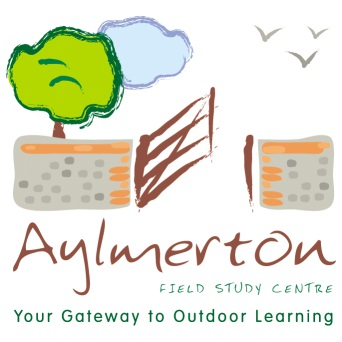 Aylmerton
FIELD STUDY CENTRE
Your Gateway to Outdoor Learning